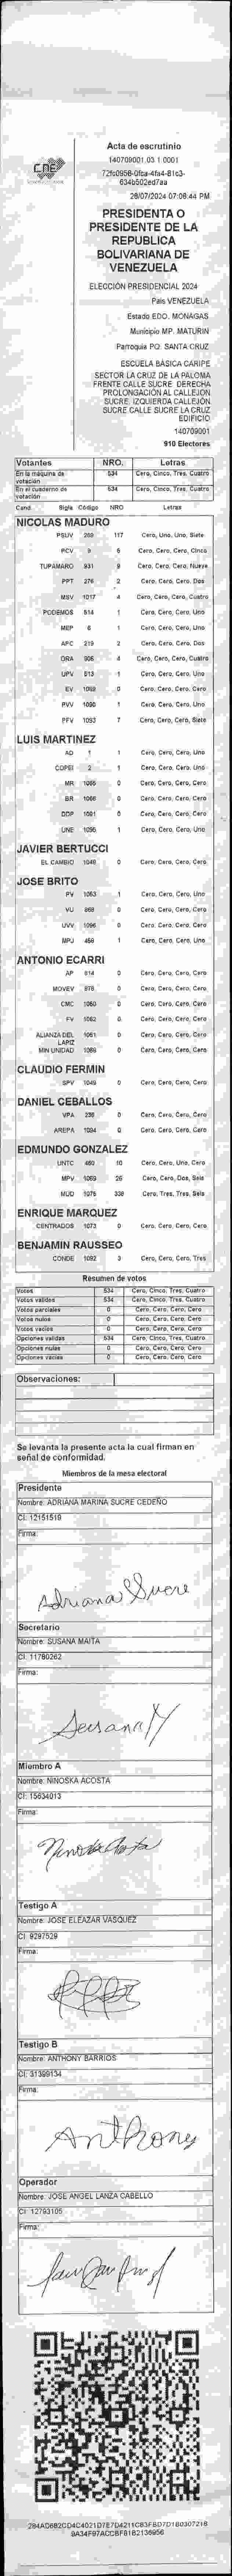 CNE
Acta de escrutinio
140709001.03.1.0001
72fc0958-0fca-4fa4-81c3-
634b502ed7aa
28/07/2024 07:08:44 PM
PRESIDENTA O
PRESIDENTE DE LA
REPUBLICA
BOLIVARIANA DE
VENEZUELA
ELECCIÓN PRESIDENCIAL 2024
País VENEZUELA
Estado EDO. MONAGAS
Municipio MP. MATURIN
Parroquia PQ. SANTA CRUZ
ESCUELA BÁSICA CARIPE
SECTOR LA CRUZ DE LA PALOMA
FRENTE CALLE SUCRE. DERECHA
PROLONGACIÓN AL CALLEJON
SUCRE. IZQUIERDA CALLEJÓN
SUCRE CALLE SUCRE LA CRUZ
EDIFICIO
140709001
910 Electores
Votantes NRO. Letras
En la máquina de votación 534 Cero, Cinco, Tres, Cuatro
En el cuaderno de votación 534 Cero, Cinco, Tres, Cuatro
Cand. Sigla Código NRO Letras
NICOLAS MADURO
PSUV 269 117 Cero, Uno, Uno, Siete
PCV 9 5 Cero, Cero, Cero, Cinco
TUPAMARO 931 9 Cero, Cero, Cero, Nueve
PPT 276 2 Cero, Cero, Cero, Dos
MSV 1017 4 Cero, Cero, Cero, Cuatro
PODEMOS 514 1 Cero, Cero, Cero, Uno
MEP 6 1 Cero, Cero, Cero, Uno
APC 219 2 Cero, Cero, Cero, Dos
ORA 906 4 Cero, Cero, Cero, Cuatro
UPV 513 1 Cero, Cero, Cero, Uno
EV 0 Cero, Cero, Cero, Cero
PVV 1090 1 Cero, Cero, Cero, Uno
PFV 1093 7 Cero, Cero, Cero, Siete
LUIS MARTINEZ
AD 1 1 Cero, Cero, Cero, Uno
COPEI 2 1 Cero, Cero, Cero, Uno
MR 0 Cero, Cero, Cero, Cero
BR 0 Cero, Cero, Cero, Cero
DDP 1091 0 Cero, Cero, Cero, Cero
UNE 1095 1 Cero, Cero, Cero, Uno
JAVIER BERTUCCI
EL CAMBIO 1049 0 Cero, Cero, Cero, Cero
JOSE BRITO
PV 1063 1 Cero, Cero, Cero, Uno
VU 868 0 Cero, Cero, Cero, Cero
UVV 1096 0 Cero, Cero, Cero, Cero
MPJ 450 1 Cero, Cero, Cero, Uno
ANTONIO ECARRI
AP 914 0 Cero, Cero, Cero, Cero
MOVEV 978 0 Cero, Cero, Cero, Cero
CMC 1050 0 Cero, Cero, Cero, Cero
FV 1062 0 Cero, Cero, Cero, Cero
ALIANZA DEL LAPIZ 1051 0 Cero, Cero, Cero, Cero
MIN UNIDAD 1069 0 Cero, Cero, Cero, Cero
CLAUDIO FERMIN
SPV 0 Cero, Cero, Cero, Cero
DANIEL CEBALLOS
VPA 0 Cero, Cero, Cero, Cero
AREPA 1094 0 Cero, Cero, Cero, Cero
EDMUNDO GONZALEZ
UNTC 10 Cero, Cero, Uno, Cero
MPV 26 Cero, Cero, Dos, Seis
MUD 336 Cero, Tres, Tres, Seis
ENRIQUE MARQUEZ
CENTRADOS 1073 0 Cero, Cero, Cero, Cero
BENJAMIN RAUSSEO
CONDE 1092 3 Cero, Cero, Cero, Tres
Resumen de votos
Votos 534 Cero, Cinco, Tres, Cuatro
Votos validos 534 Cero, Cinco, Tres, Cuatro
Votos parciales 0 Cero, Cero, Cero, Cero
Votos nulos 0 Cero, Cero, Cero, Cero
Votos vacios 0 Cero, Cero, Cero, Cero
Opciones validas 534 Cero, Cinco, Tres, Cuatro
Opciones nulas 0 Cero, Cero, Cero, Cero
Opciones vacias 0 Cero, Cero, Cero, Cero
Observaciones:
Se levanta la presente acta la cual firman en
señal de conformidad.
Miembros de la mesa electoral
Presidente
Nombre: ADRIANA MARINA SUCRE CEDEÑO
CI: 12151519
Firma:
Adriana Sucre
Secretario
Nombre: SUSANA MAITA
CI: 11780262
Firma:
Susana M
Miembro A
Nombre: NINOSKA ACOSTA
CI: 15634013
Firma:
Ninoska Acosta
Testigo A
Nombre: JOSE ELEAZAR VASQUEZ
CI: 9297529
Firma:
Testigo B
Nombre: ANTHONY BARRIOS
CI: 31399134
Firma:
Anthony
Operador
Nombre: JOSE ANGEL LANZA CABELLO
CI: 12793105
Firma: